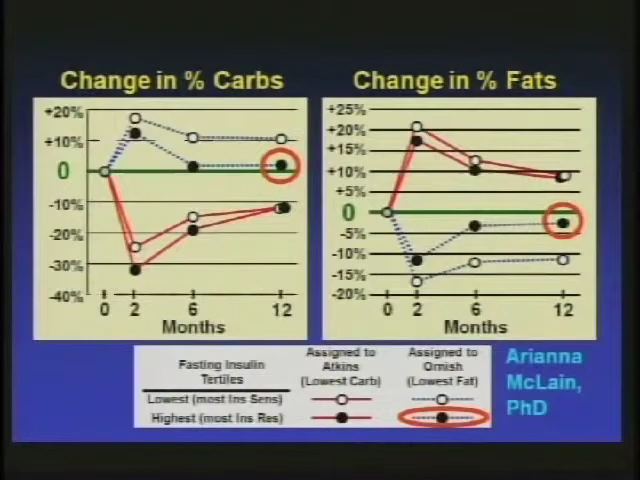 Change in % Carbs
+20%
+10%
0
-10%
-20%
-30%
-40%
0 2 6 12
Months
Change in % Fats
+25%
+20%
+15%
+10%
+5%
0
-5%
-10%
-15%
-20%
0 2 6 12
Months
Fasting Insulin
Tertiles
Assigned to
Atkins
(Lowest Carb)
Assigned to
Ornish
(Lowest Fat)
Lowest (most Ins Sens)
Highest (most Ins Res)
Arianna
McLain,
PhD